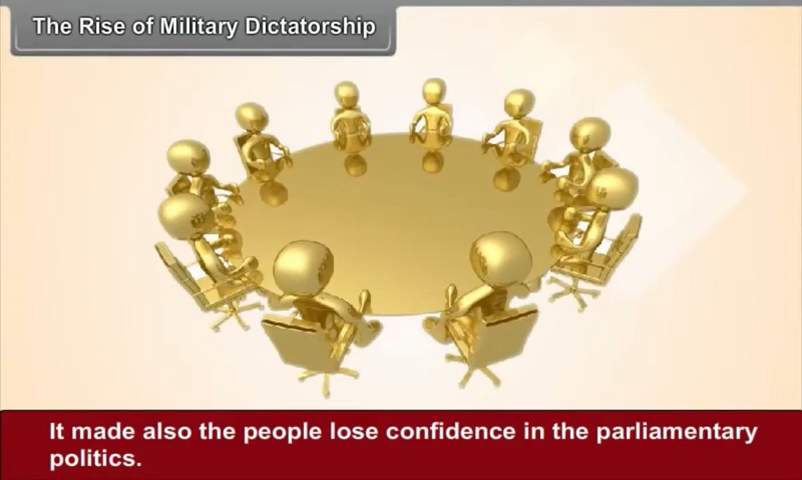 The Rise of Military Dictatorship
It made also the people lose confidence in the parliamentary
politics.